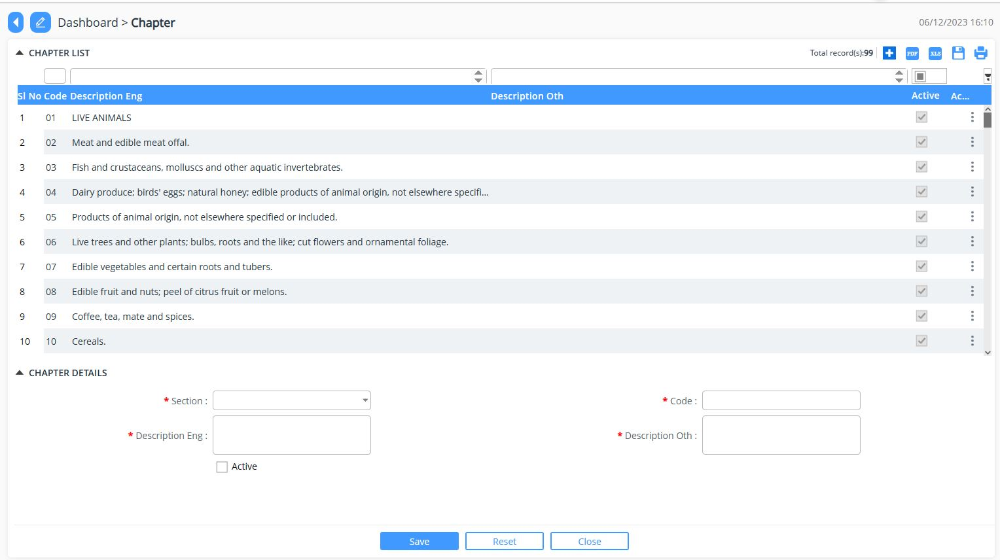 Dashboard > Chapter
06/12/2023 16:10
CHAPTER LIST
Total record(s):99
PDF
XLS
Sl No Code Description Eng Description Oth Active Ac...
1 01 LIVE ANIMALS
2 02 Meat and edible meat offal.
3 03 Fish and crustaceans, molluscs and other aquatic invertebrates.
4 04 Dairy produce; birds' eggs; natural honey; edible products of animal origin, not elsewhere specifi...
5 05 Products of animal origin, not elsewhere specified or included.
6 06 Live trees and other plants; bulbs, roots and the like; cut flowers and ornamental foliage.
7 07 Edible vegetables and certain roots and tubers.
8 08 Edible fruit and nuts; peel of citrus fruit or melons.
9 09 Coffee, tea, mate and spices.
10 10 Cereals.
CHAPTER DETAILS
* Section :
* Code :
* Description Eng :
* Description Oth :
Active
Save Reset Close